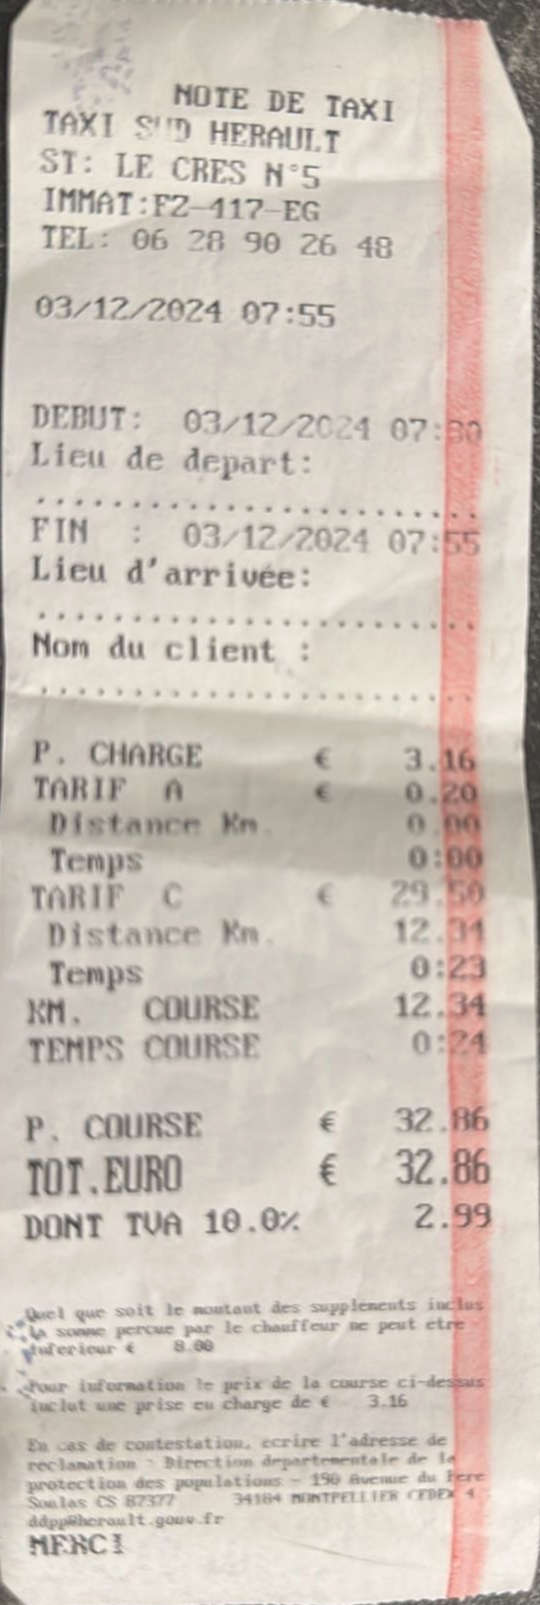 NOTE DE TAXI
TAXI SUD HERAULT
ST: LE CRES N°5
IMMAT:FZ-417-EG
TEL: 06 28 90 26 48
03/12/2024 07:55
DEBUT: 03/12/2024 07:30
Lieu de depart:
........................
FIN : 03/12/2024 07:55
Lieu d'arrivée:
........................
Nom du client :
........................
P. CHARGE € 3.16
TARIF A € 0.20
Distance Km. 0.00
Temps 0:00
TARIF C € 29.50
Distance Km. 12.34
Temps 0:23
KM. COURSE 12.34
TEMPS COURSE 0:24
P. COURSE € 32.86
TOT.EURO € 32.86
DONT TVA 10.0% 2.99
Quel que soit le montant des supplements inclus
la somme percue par le chauffeur ne peut etre
inferieur € 8.00
Pour information le prix de la course ci-dessus
inclut une prise en charge de € 3.16
En cas de contestation, ecrire l'adresse de
reclamation : Direction departementale de la
protection des populations - 190 Avenue du Pere
Soulas CS 87377 34184 MONTPELLIER CEDEX 4
ddpp@herault.gouv.fr
MERCI